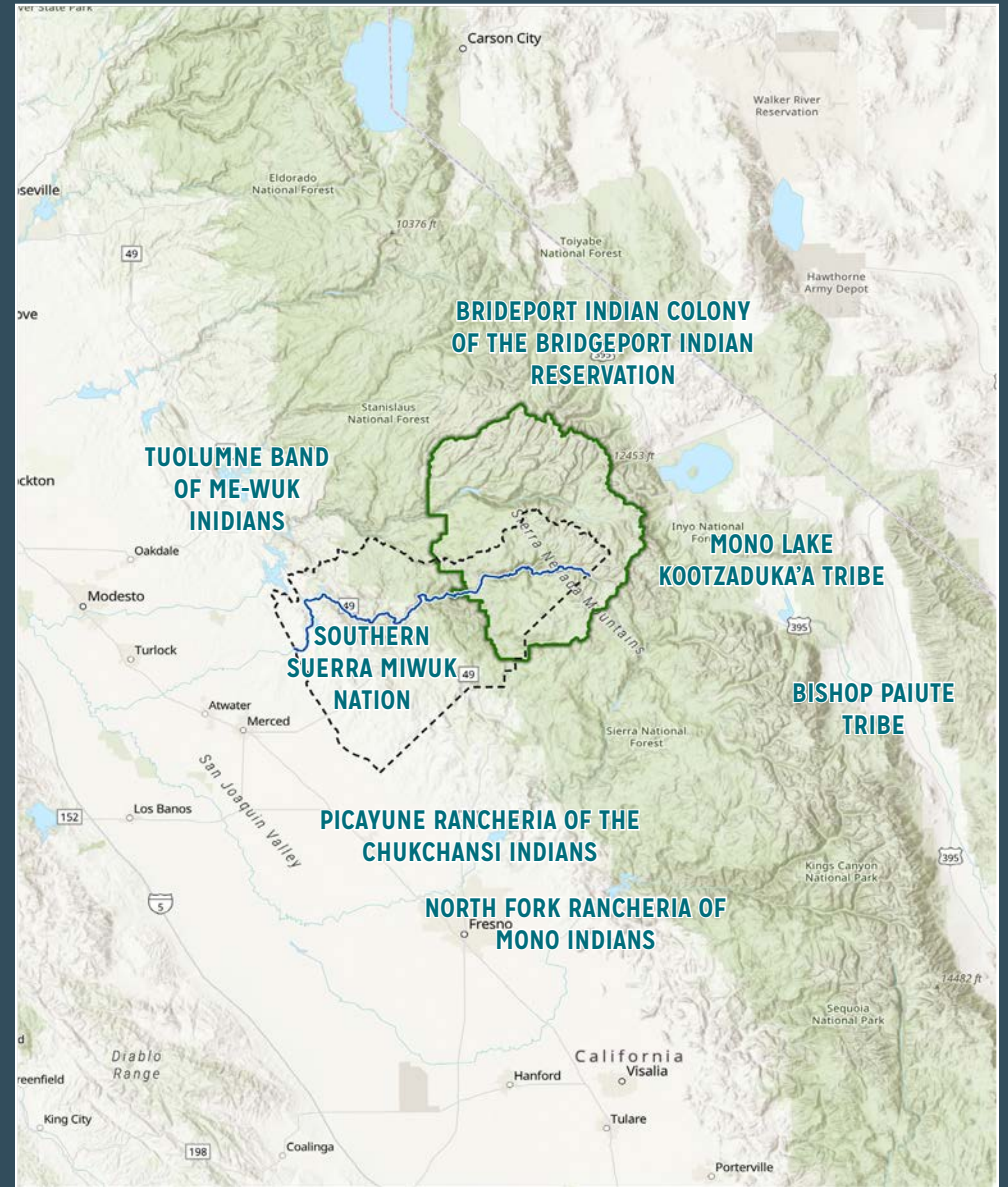 ver State Park
Carson City
Walker River
Reservation
Eldorado
National Forest
seville
10376 ft
49
Toiyabe
National Forest
Hawthorne
Army Depot
ove
BRIDEPORT INDIAN COLONY
OF THE BRIDGEPORT INDIAN
395
RESERVATION
Stanislaus
National Forest
12453 ft
TUOLUMNE BAND
OF ME-WUK
INIDIANS
ckton
Sierra Nevada Mountains
Inyo National
Fore
MONO LAKE
KOOTZADUKA'A TRIBE
Oakdale
Modesto
49
395
SOUTHERN
SUERRA MIWUK
NATION
Turlock
49
BISHOP PAIUTE
TRIBE
Atwater
Merced
Sierra National
Forest
San Joaquin Valley
Los Banos
152
PICAYUNE RANCHERIA OF THE
CHUKCHANSI INDIANS
395
Kings Canyon
National Park
5
NORTH FORK RANCHERIA OF
MONO INDIANS
Fresno
14482 ft
Sequoia
National Park
d
Diablo
Range
California
Visalia
reenfield
Hanford
King City
Tulare
198
Coalinga
Porterville